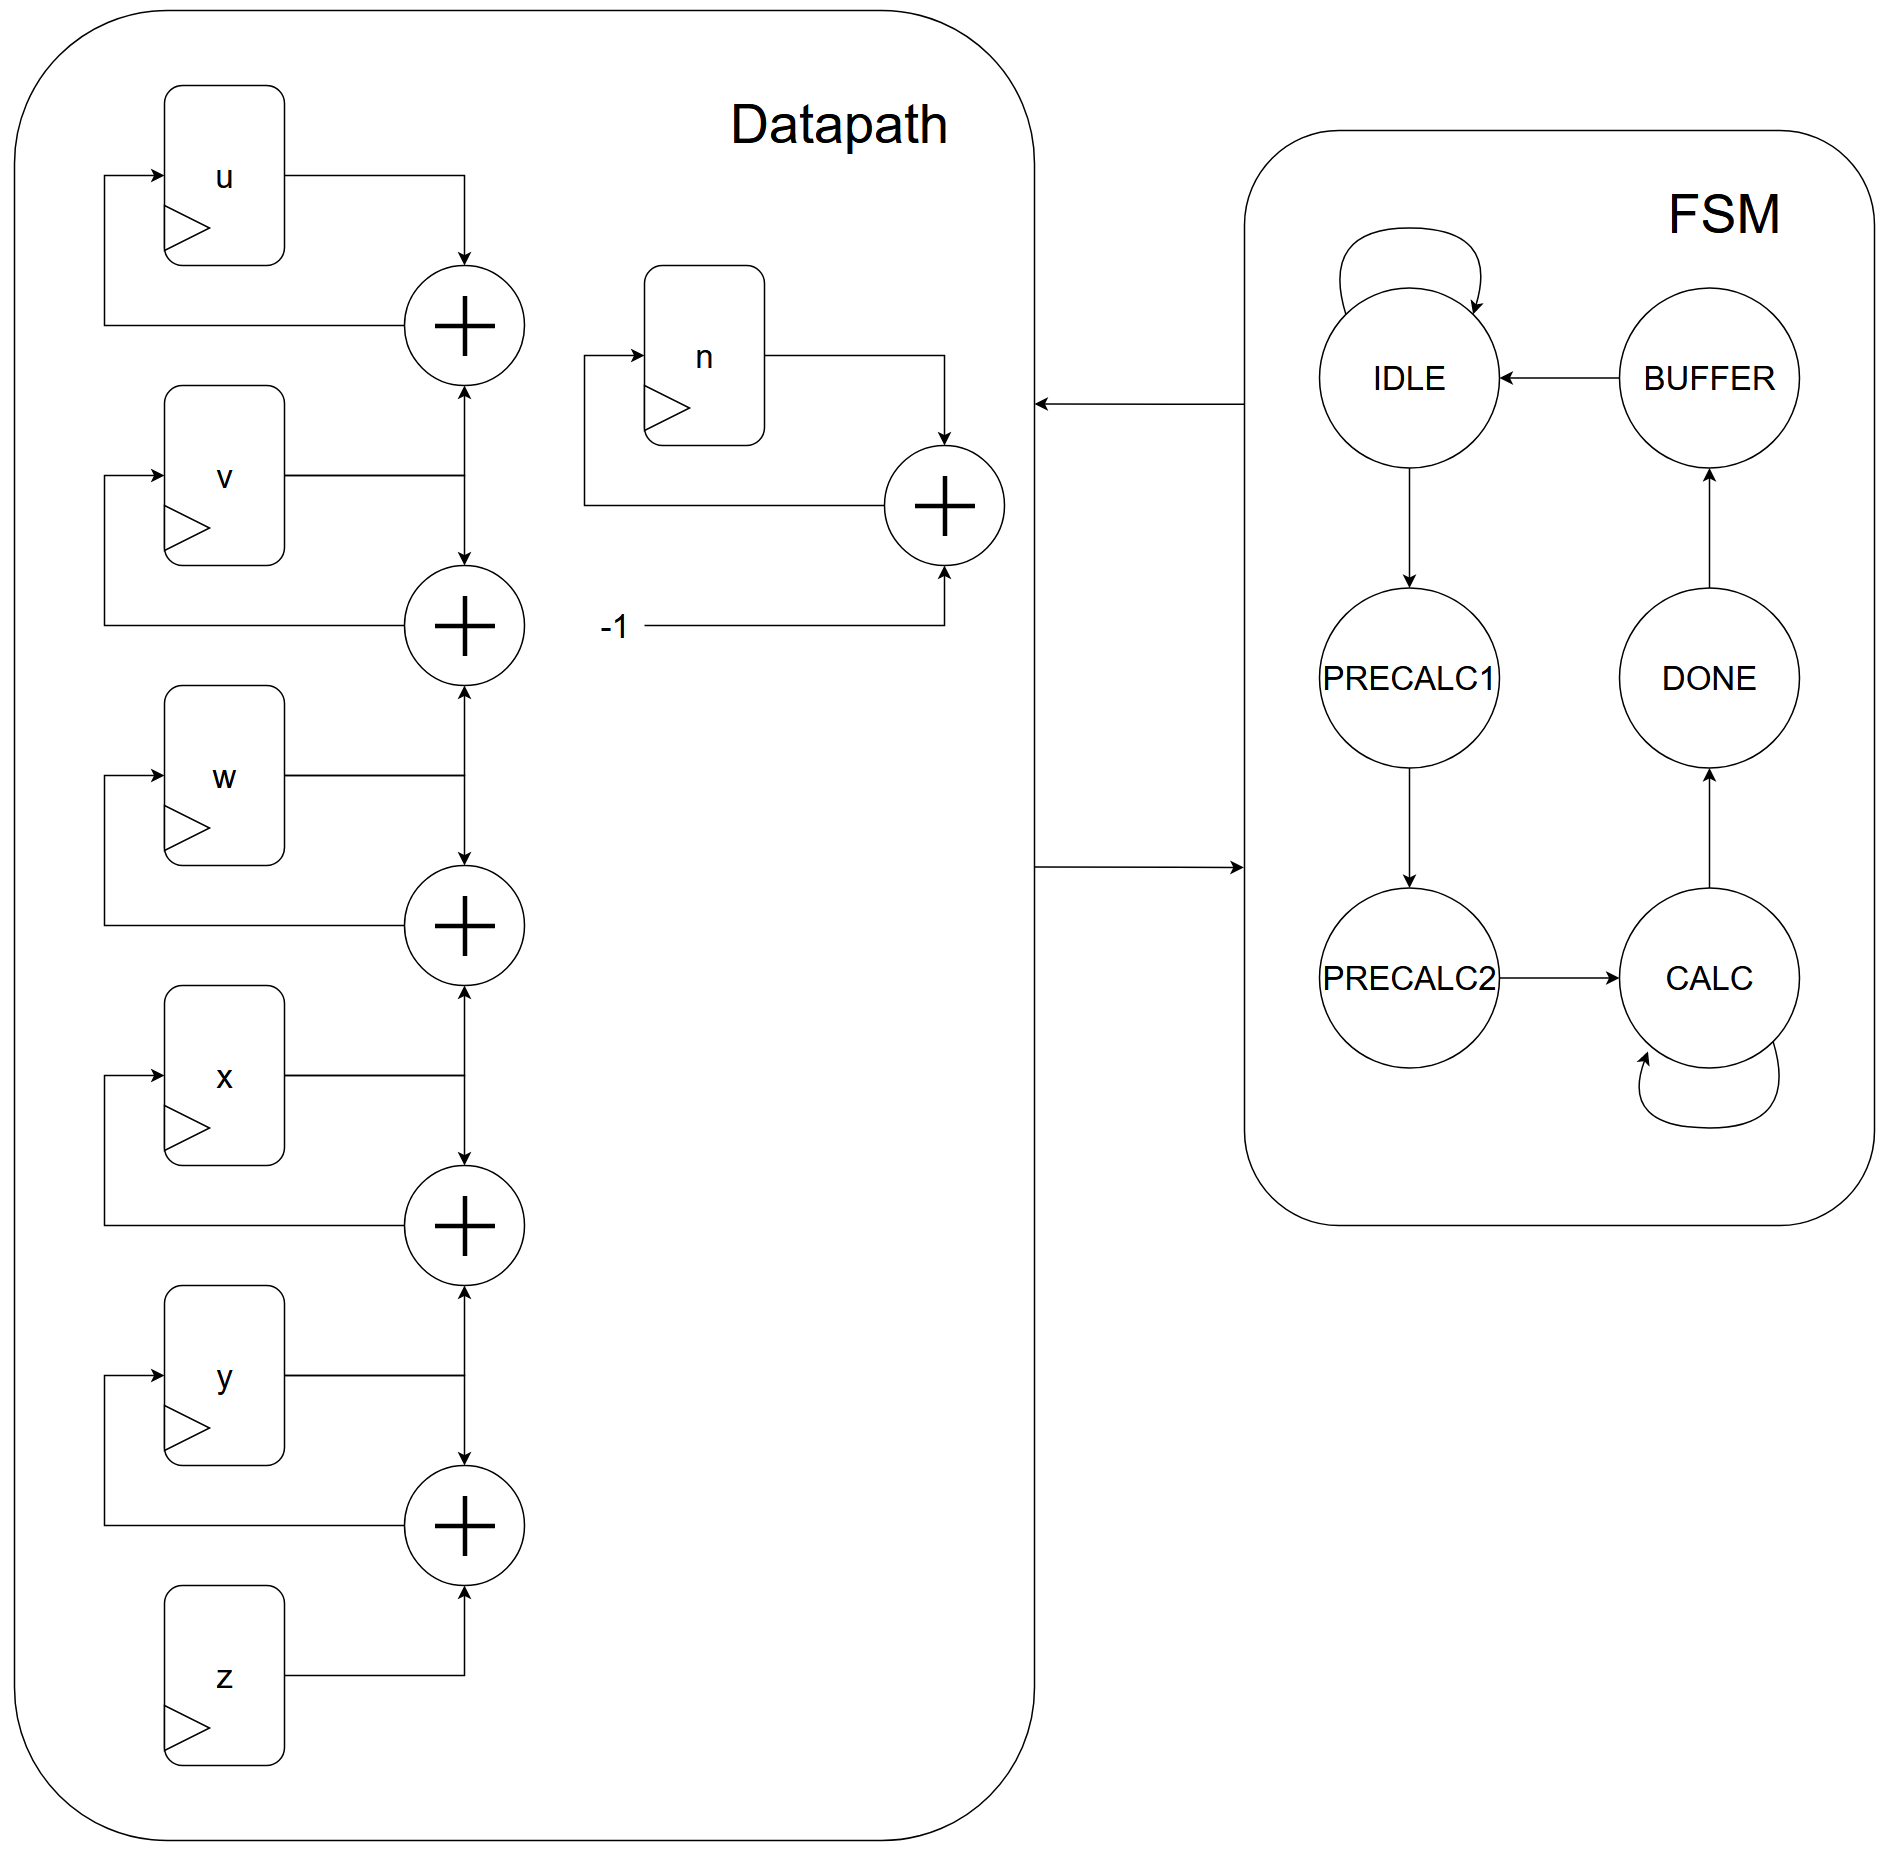 Datapath
u
v
w
x
y
z
n
-1
FSM
IDLE
BUFFER
PRECALC1
DONE
PRECALC2
CALC